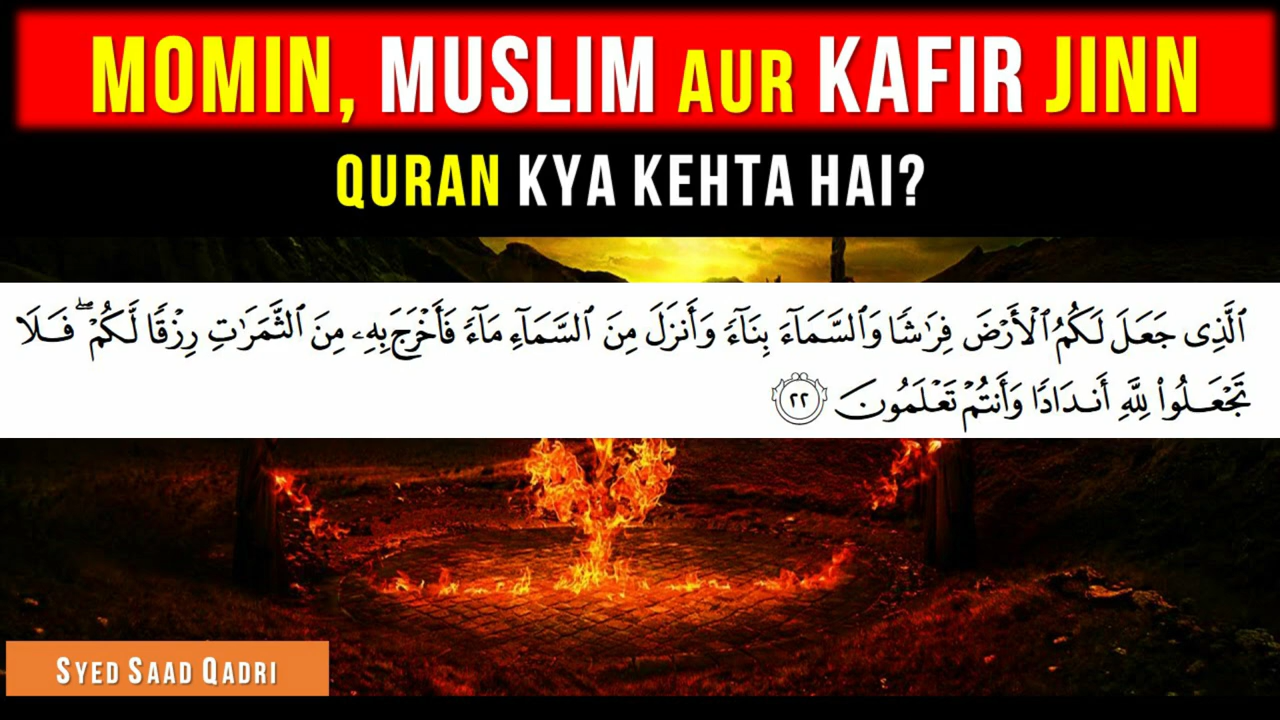 MOMIN, MUSLIM AUR KAFIR JINN
QURAN KYA KEHTA HAI?
ٱلَّذِى جَعَلَ لَكُمُ ٱلْأَرْضَ فِرَٰشًا وَٱلسَّمَآءَ بِنَآءً وَأَنزَلَ مِنَ ٱلسَّمَآءِ مَآءً فَأَخْرَجَ بِهِۦ مِنَ ٱلثَّمَرَٰتِ رِزْقًا لَّكُمْ ۖ فَلَا
تَجْعَلُوا۟ لِلَّهِ أَندَادًا وَأَنتُمْ تَعْلَمُونَ ٢٢
SYED SAAD QADRI